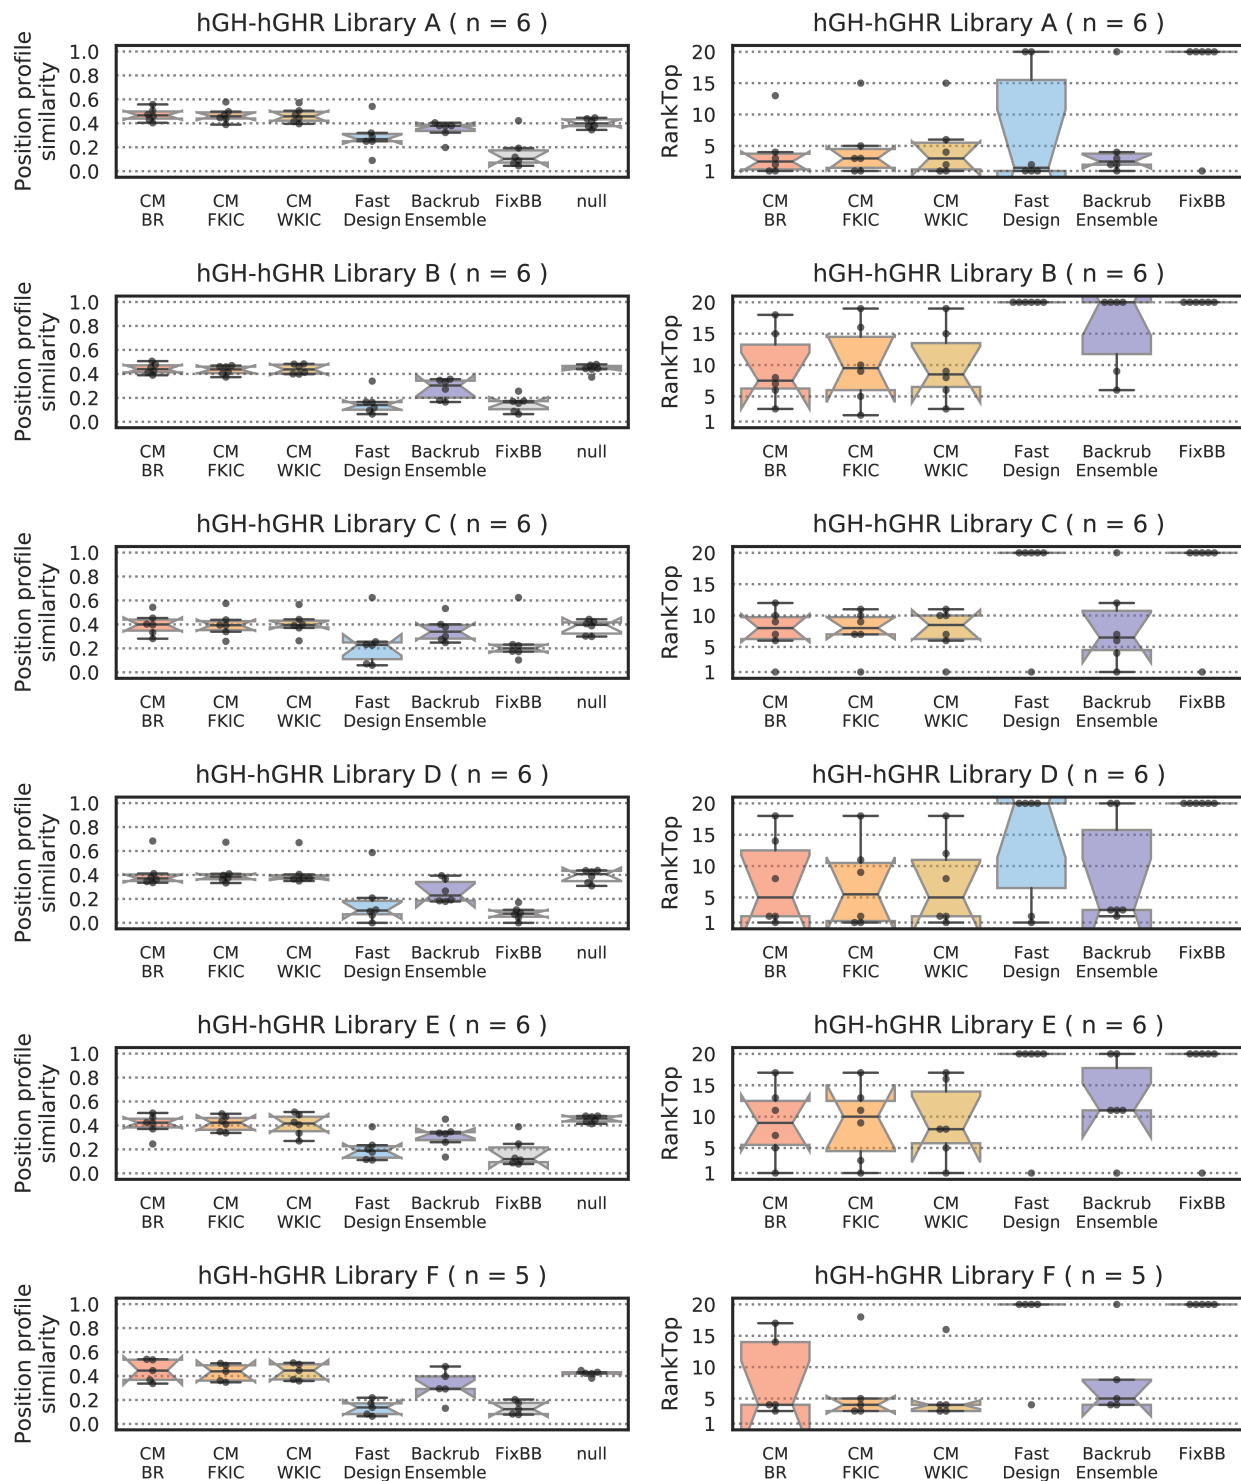 hGH-hGHR Library A ( n = 6 )
Position profile
similarity
1.0
0.8
0.6
0.4
0.2
0.0
CM
BR
CM
FKIC
CM
WKIC
Fast
Design
Backrub
Ensemble
FixBB
null
hGH-hGHR Library A ( n = 6 )
RankTop
20
15
10
5
1
CM
BR
CM
FKIC
CM
WKIC
Fast
Design
Backrub
Ensemble
FixBB
hGH-hGHR Library B ( n = 6 )
Position profile
similarity
1.0
0.8
0.6
0.4
0.2
0.0
CM
BR
CM
FKIC
CM
WKIC
Fast
Design
Backrub
Ensemble
FixBB
null
hGH-hGHR Library B ( n = 6 )
RankTop
20
15
10
5
1
CM
BR
CM
FKIC
CM
WKIC
Fast
Design
Backrub
Ensemble
FixBB
hGH-hGHR Library C ( n = 6 )
Position profile
similarity
1.0
0.8
0.6
0.4
0.2
0.0
CM
BR
CM
FKIC
CM
WKIC
Fast
Design
Backrub
Ensemble
FixBB
null
hGH-hGHR Library C ( n = 6 )
RankTop
20
15
10
5
1
CM
BR
CM
FKIC
CM
WKIC
Fast
Design
Backrub
Ensemble
FixBB
hGH-hGHR Library D ( n = 6 )
Position profile
similarity
1.0
0.8
0.6
0.4
0.2
0.0
CM
BR
CM
FKIC
CM
WKIC
Fast
Design
Backrub
Ensemble
FixBB
null
hGH-hGHR Library D ( n = 6 )
RankTop
20
15
10
5
1
CM
BR
CM
FKIC
CM
WKIC
Fast
Design
Backrub
Ensemble
FixBB
hGH-hGHR Library E ( n = 6 )
Position profile
similarity
1.0
0.8
0.6
0.4
0.2
0.0
CM
BR
CM
FKIC
CM
WKIC
Fast
Design
Backrub
Ensemble
FixBB
null
hGH-hGHR Library E ( n = 6 )
RankTop
20
15
10
5
1
CM
BR
CM
FKIC
CM
WKIC
Fast
Design
Backrub
Ensemble
FixBB
hGH-hGHR Library F ( n = 5 )
Position profile
similarity
1.0
0.8
0.6
0.4
0.2
0.0
CM
BR
CM
FKIC
CM
WKIC
Fast
Design
Backrub
Ensemble
FixBB
null
hGH-hGHR Library F ( n = 5 )
RankTop
20
15
10
5
1
CM
BR
CM
FKIC
CM
WKIC
Fast
Design
Backrub
Ensemble
FixBB